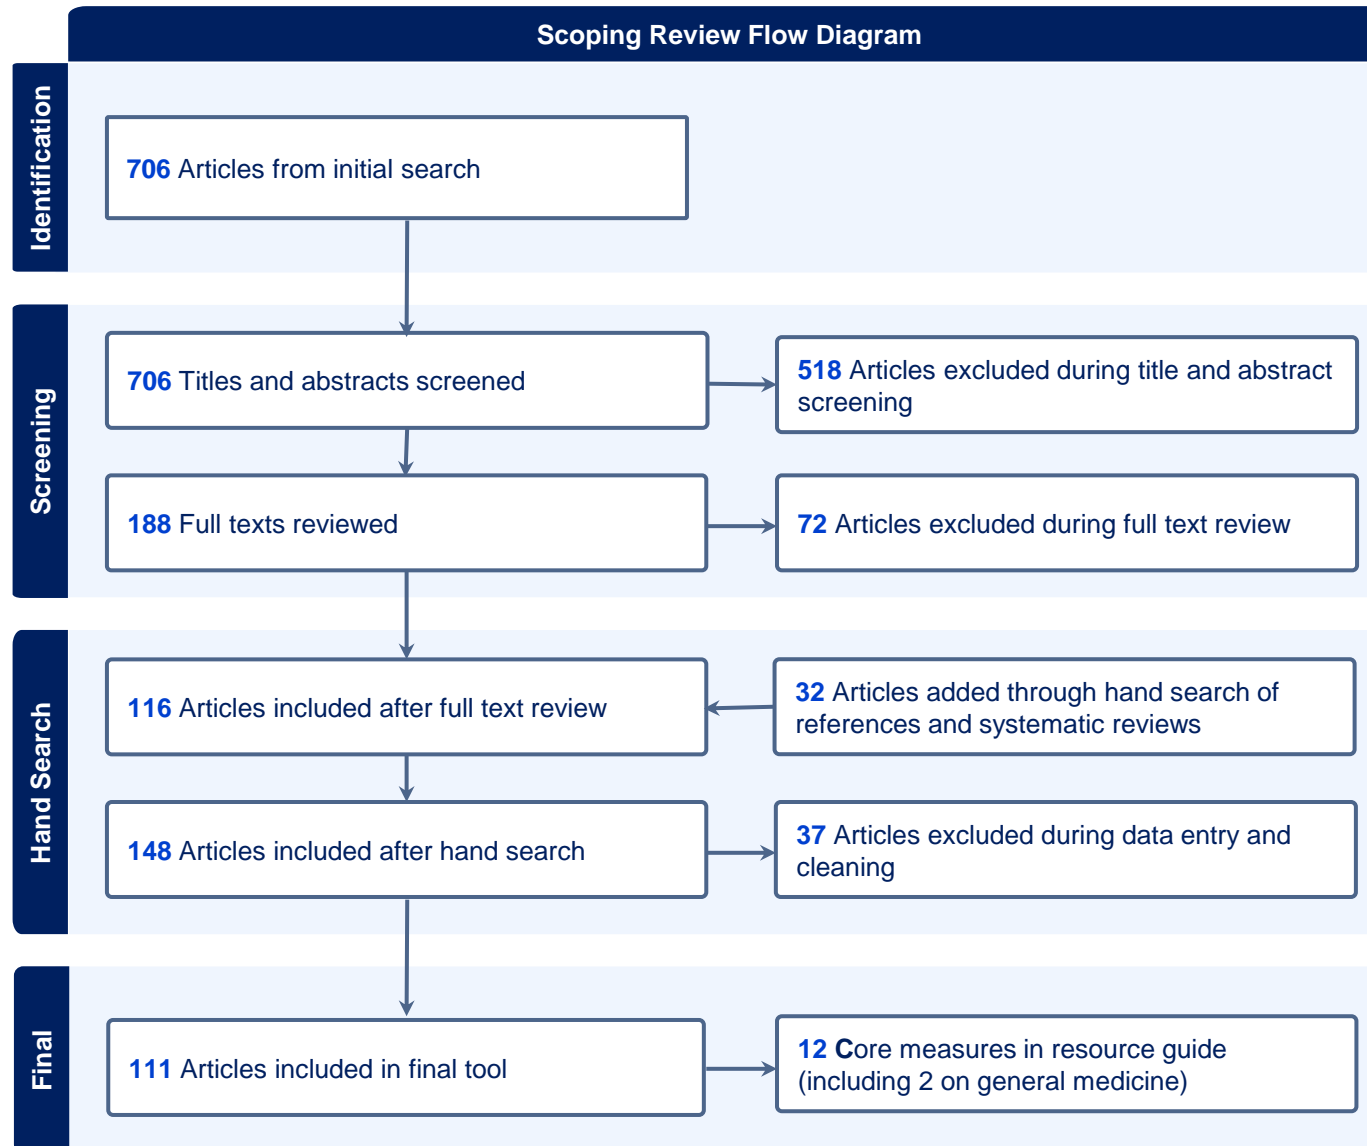 Scoping Review Flow Diagram
Identification
706 Articles from initial search
Screening
706 Titles and abstracts screened
518 Articles excluded during title and abstract
screening
188 Full texts reviewed
72 Articles excluded during full text review
Hand Search
116 Articles included after full text review
32 Articles added through hand search of
references and systematic reviews
148 Articles included after hand search
37 Articles excluded during data entry and
cleaning
Final
111 Articles included in final tool
12 Core measures in resource guide
(including 2 on general medicine)